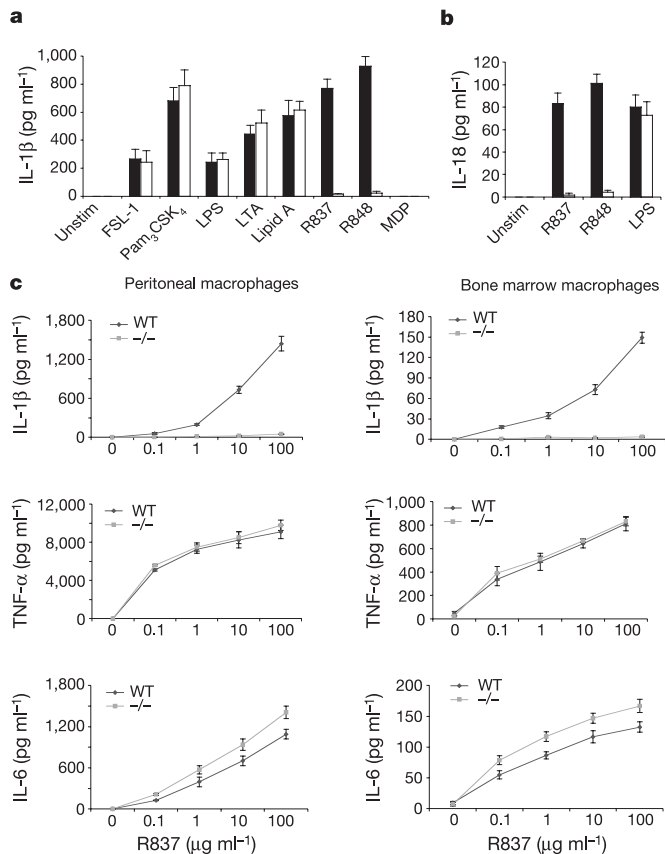 a
IL-1β (pg ml⁻¹)
1,000
800
600
400
200
0
Unstim
FSL-1
Pam₃CSK₄
LPS
LTA
Lipid A
R837
R848
MDP
b
IL-18 (pg ml⁻¹)
120
100
80
60
40
20
0
Unstim
R837
R848
LPS
c
Peritoneal macrophages
IL-1β (pg ml⁻¹)
1,800
1,200
600
0
WT
−/−
0 0.1 1 10 100
Bone marrow macrophages
IL-1β (pg ml⁻¹)
180
150
120
90
60
30
0
WT
−/−
0 0.1 1 10 100
TNF-α (pg ml⁻¹)
12,000
8,000
4,000
0
WT
−/−
0 0.1 1 10 100
TNF-α (pg ml⁻¹)
1,000
800
600
400
200
0
WT
−/−
0 0.1 1 10 100
IL-6 (pg ml⁻¹)
1,800
1,200
600
0
WT
−/−
0 0.1 1 10 100
R837 (μg ml⁻¹)
IL-6 (pg ml⁻¹)
200
150
100
50
0
WT
−/−
0 0.1 1 10 100
R837 (μg ml⁻¹)